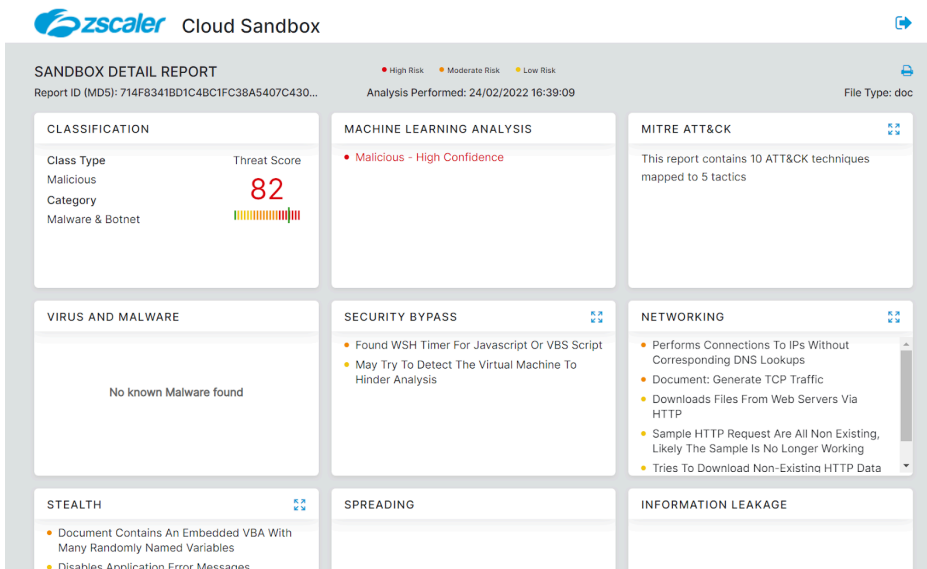 zscaler Cloud Sandbox
SANDBOX DETAIL REPORT
High Risk Moderate Risk Low Risk
Report ID (MD5): 714F8341BD1C4BC1FC38A5407C430...
Analysis Performed: 24/02/2022 16:39:09
File Type: doc
CLASSIFICATION
Class Type
Threat Score
Malicious
82
Category
Malware & Botnet
MACHINE LEARNING ANALYSIS
Malicious - High Confidence
MITRE ATT&CK
This report contains 10 ATT&CK techniques
mapped to 5 tactics
VIRUS AND MALWARE
No known Malware found
SECURITY BYPASS
Found WSH Timer For Javascript Or VBS Script
May Try To Detect The Virtual Machine To
Hinder Analysis
NETWORKING
Performs Connections To IPs Without
Corresponding DNS Lookups
Document: Generate TCP Traffic
Downloads Files From Web Servers Via
HTTP
Sample HTTP Request Are All Non Existing,
Likely The Sample Is No Longer Working
Tries To Download Non-Existing HTTP Data
STEALTH
Document Contains An Embedded VBA With
Many Randomly Named Variables
Disables Application Error Messages
SPREADING
INFORMATION LEAKAGE